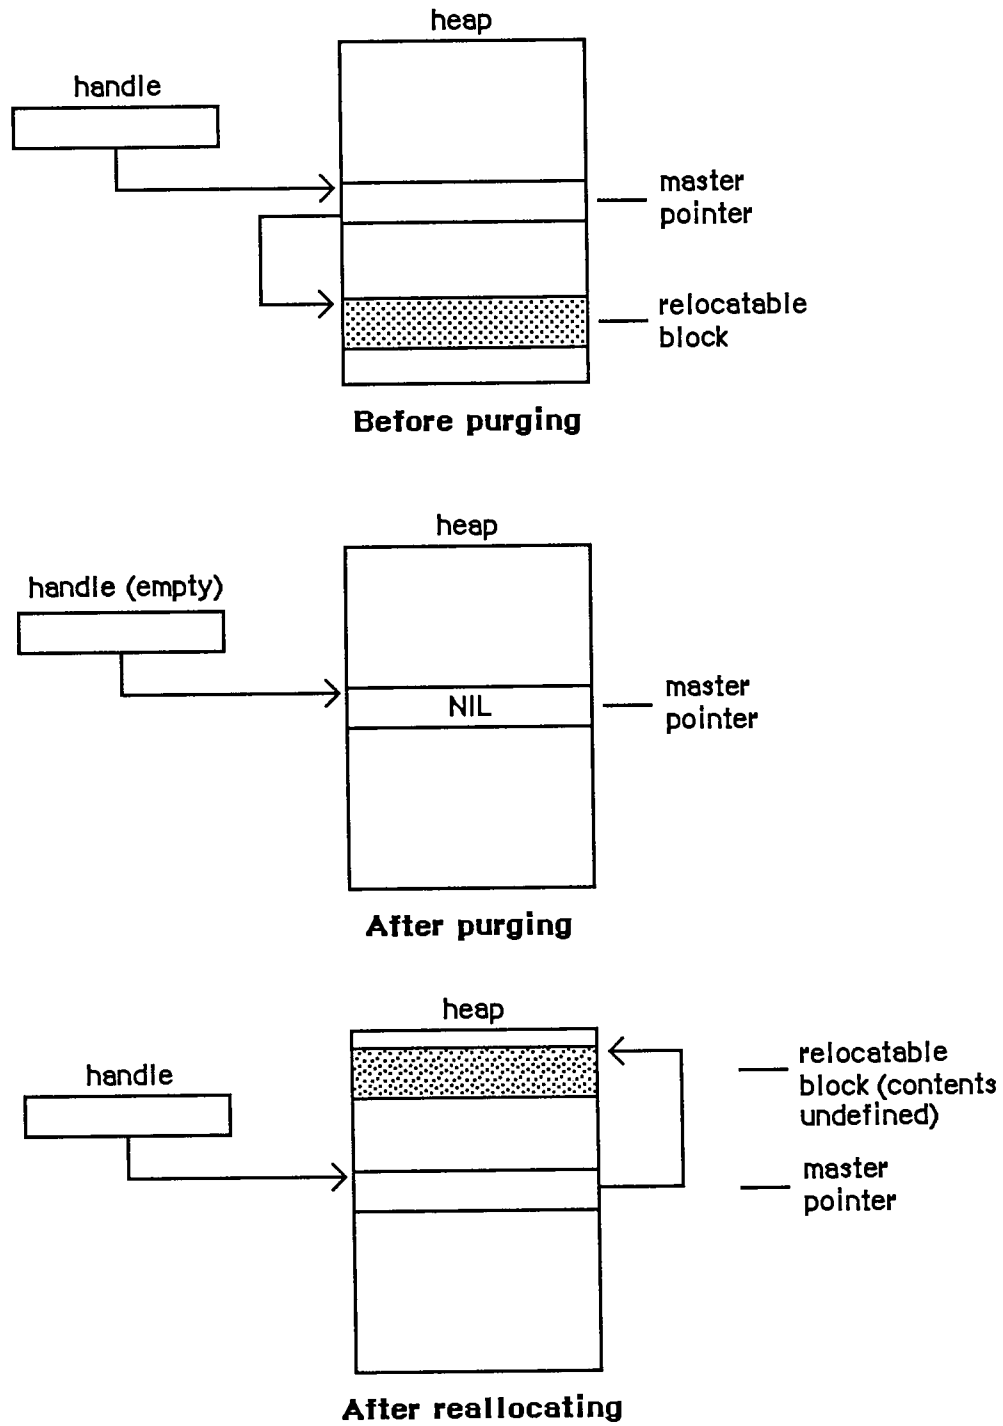 heap
handle
master
pointer
relocatable
block
Before purging
heap
handle (empty)
NIL
master
pointer
After purging
heap
handle
relocatable
block (contents
undefined)
master
pointer
After reallocating